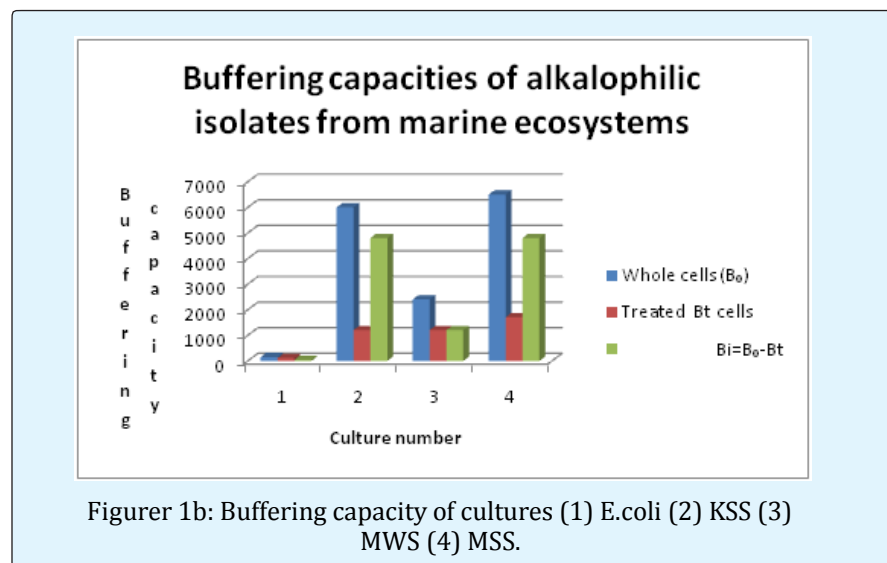 Buffering capacities of alkalophilic
isolates from marine ecosystems
Buffering
capacity
7000
6000
5000
4000
3000
2000
1000
0
1 2 3 4
Culture number
Whole cells (B₀)
Treated Bt cells
Bi=B₀-Bt
Figurer 1b: Buffering capacity of cultures (1) E.coli (2) KSS (3)
MWS (4) MSS.